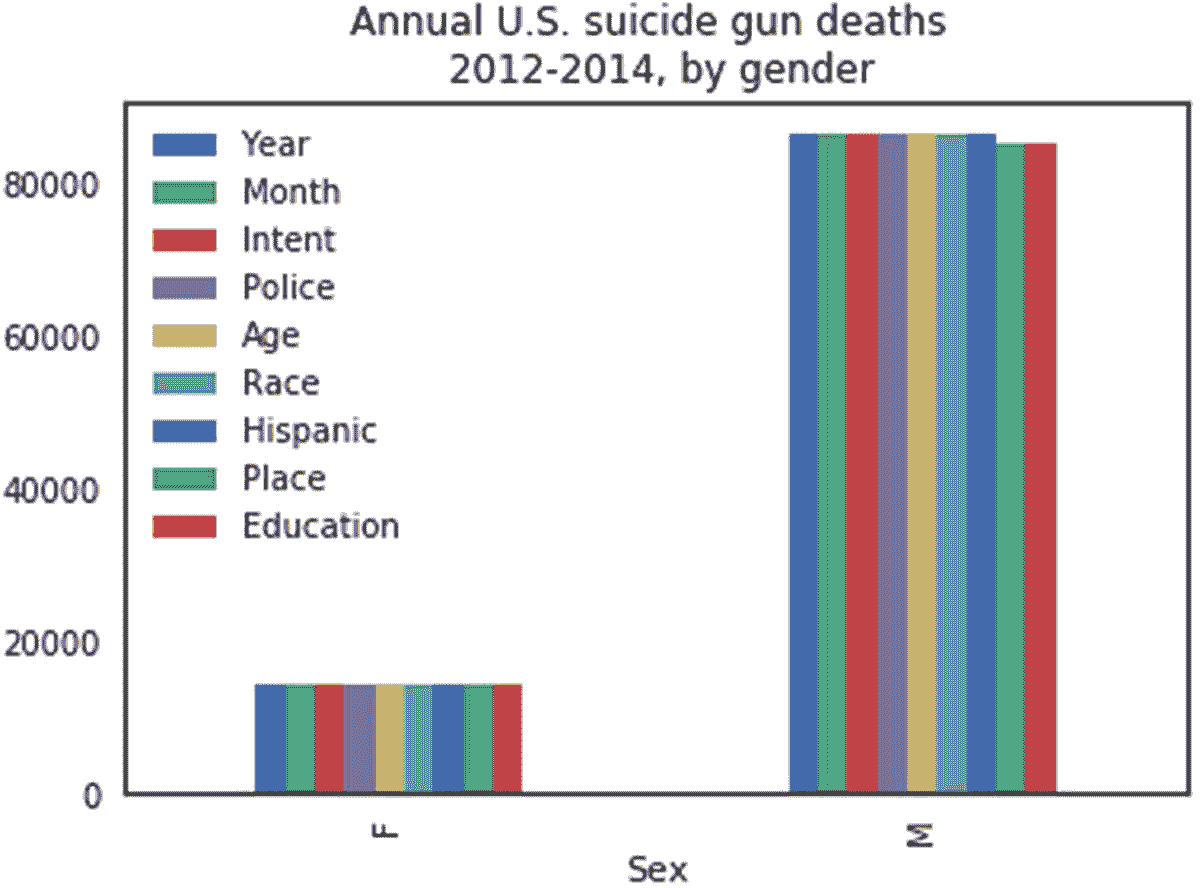 Annual U.S. suicide gun deaths
2012-2014, by gender
Year
Month
Intent
Police
Age
Race
Hispanic
Place
Education
80000
60000
40000
20000
0
F
M
Sex